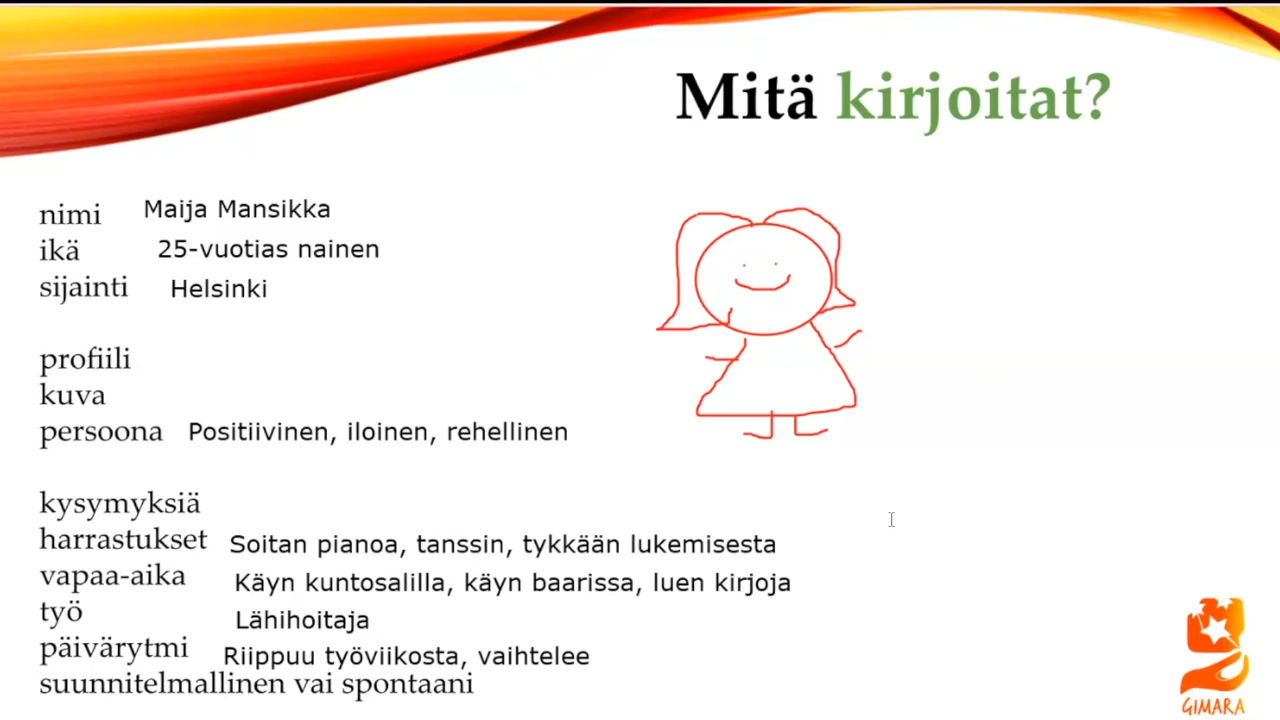 Mitä kirjoitat?
nimi Maija Mansikka
ikä 25-vuotias nainen
sijainti Helsinki
profiili
kuva
persoona Positiivinen, iloinen, rehellinen
kysymyksiä
harrastukset Soitan pianoa, tanssin, tykkään lukemisesta
vapaa-aika Käyn kuntosalilla, käyn baarissa, luen kirjoja
työ Lähihoitaja
päivärytmi Riippuu työviikosta, vaihtelee
suunnitelmallinen vai spontaani
GIMARA